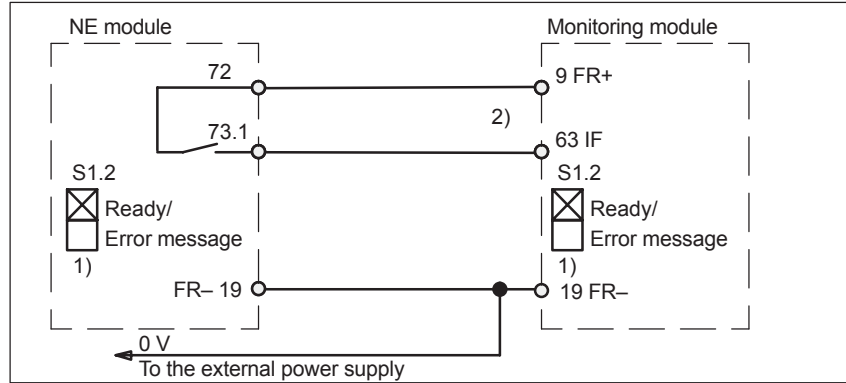 NE module
Monitoring module
72
9 FR+
2)
73.1
63 IF
S1.2
S1.2
Ready/
Ready/
Error message
Error message
1)
1)
FR– 19
19 FR–
0 V
To the external power supply